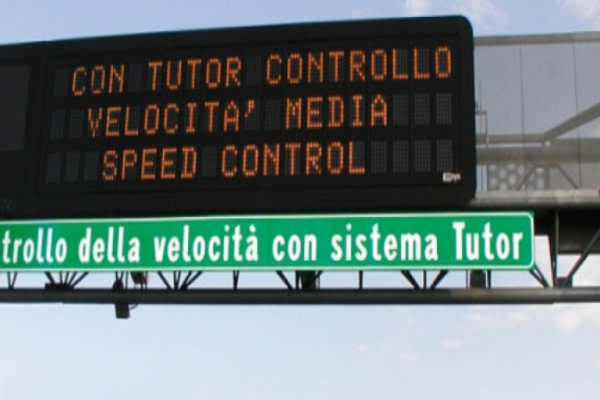 CON TUTOR CONTROLLO
VELOCITA' MEDIA
SPEED CONTROL
trollo della velocità con sistema Tutor